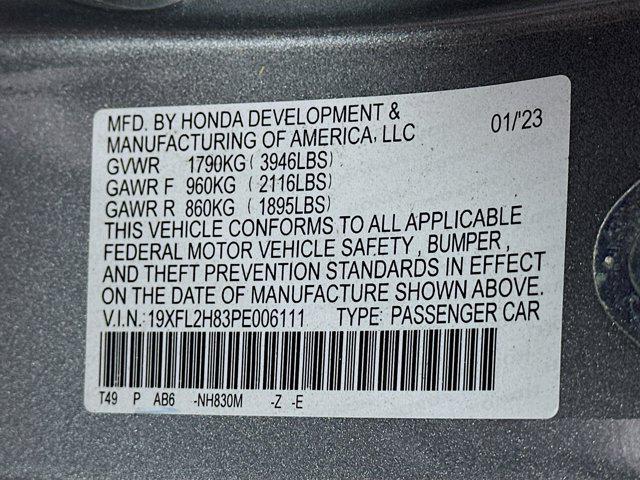 MFD. BY HONDA DEVELOPMENT &
MANUFACTURING OF AMERICA, LLC 01/'23
GVWR 1790KG ( 3946LBS)
GAWR F 960KG ( 2116LBS)
GAWR R 860KG ( 1895LBS)
THIS VEHICLE CONFORMS TO ALL APPLICABLE
FEDERAL MOTOR VEHICLE SAFETY , BUMPER ,
AND THEFT PREVENTION STANDARDS IN EFFECT
ON THE DATE OF MANUFACTURE SHOWN ABOVE.
V.I.N.: 19XFL2H83PE006111 TYPE: PASSENGER CAR
T49 P AB6 -NH830M -Z -E